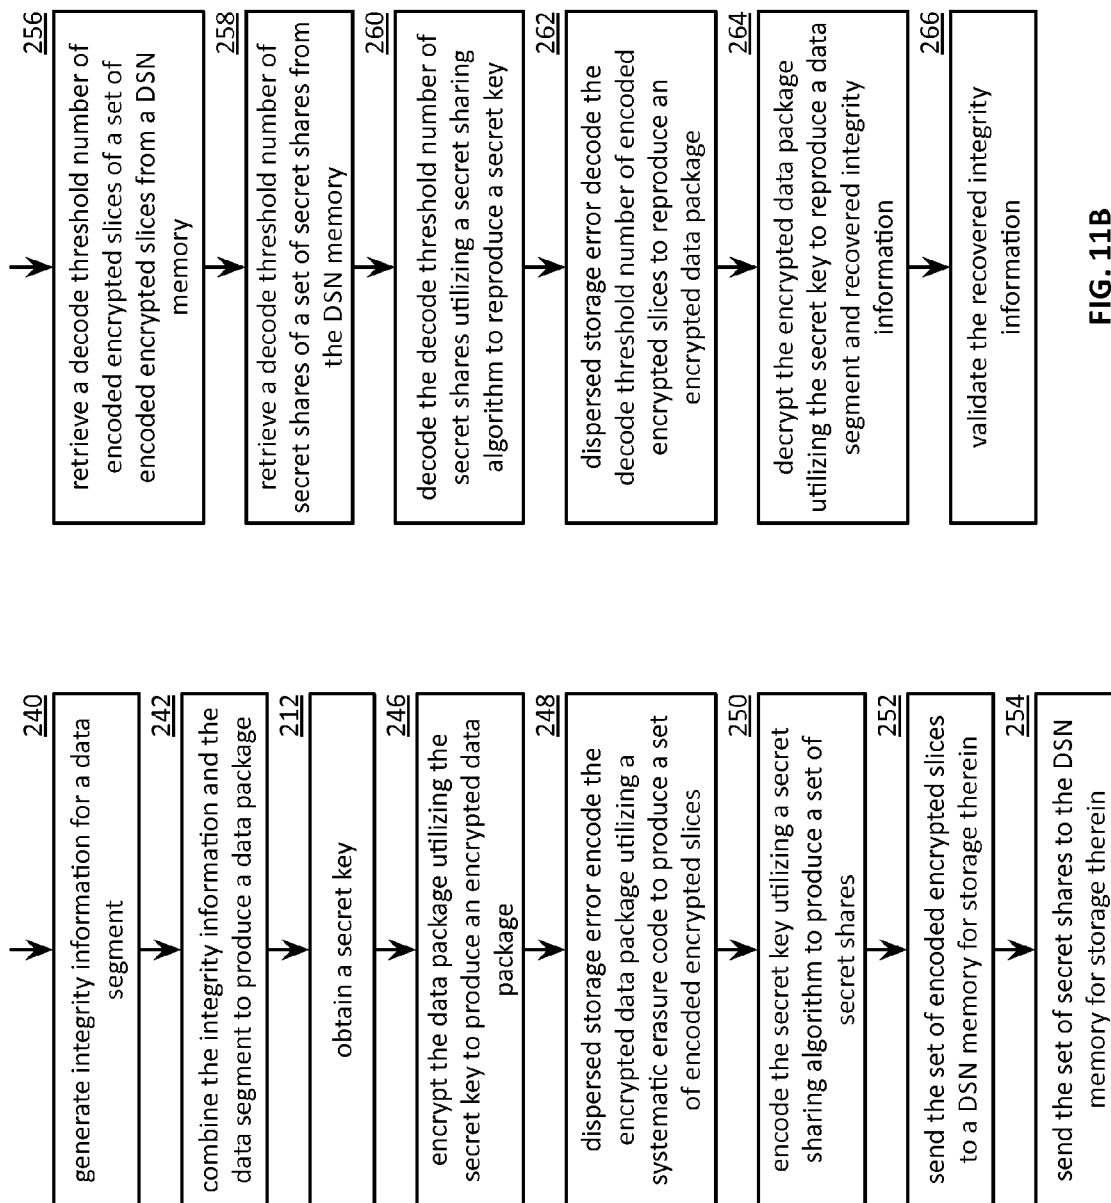 240
generate integrity information for a data
segment
242
combine the integrity information and the
data segment to produce a data package
212
obtain a secret key
246
encrypt the data package utilizing the
secret key to produce an encrypted data
package
248
dispersed storage error encode the
encrypted data package utilizing a
systematic erasure code to produce a set
of encoded encrypted slices
250
encode the secret key utilizing a secret
sharing algorithm to produce a set of
secret shares
252
send the set of encoded encrypted slices
to a DSN memory for storage therein
254
send the set of secret shares to the DSN
memory for storage therein
256
retrieve a decode threshold number of
encoded encrypted slices of a set of
encoded encrypted slices from a DSN
memory
258
retrieve a decode threshold number of
secret shares of a set of secret shares from
the DSN memory
260
decode the decode threshold number of
secret shares utilizing a secret sharing
algorithm to reproduce a secret key
262
dispersed storage error decode the
decode threshold number of encoded
encrypted slices to reproduce an
encrypted data package
264
decrypt the encrypted data package
utilizing the secret key to reproduce a data
segment and recovered integrity
information
266
validate the recovered integrity
information
FIG. 11B